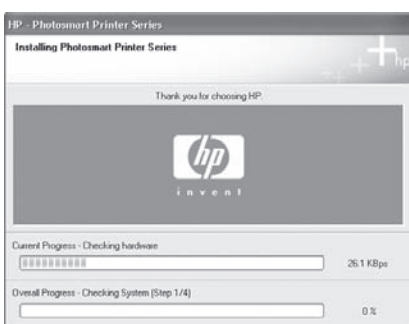 HP - Photosmart Printer Series
Installing Photosmart Printer Series
hp
Thank you for choosing HP.
hp
invent
Current Progress - Checking hardware
26.1 KBps
Overall Progress - Checking System (Step 1/4)
0 %